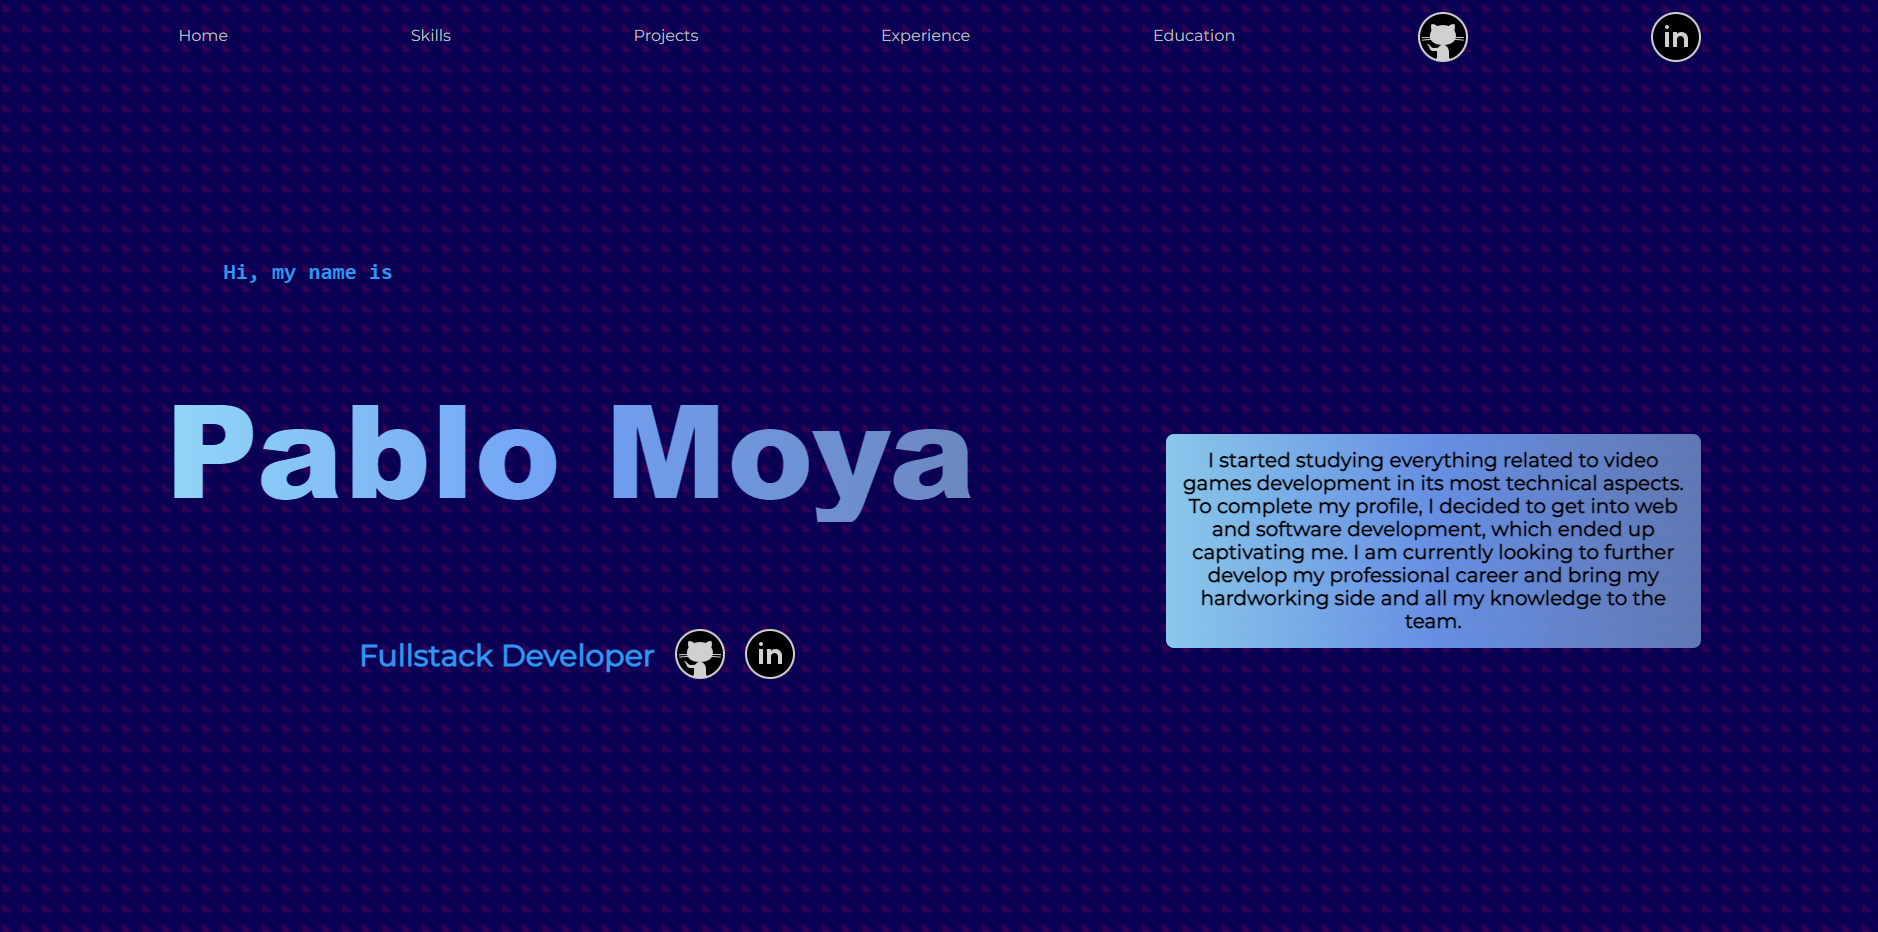 Home
Skills
Projects
Experience
Education
in
Hi, my name is
Pablo Moya
I started studying everything related to video
games development in its most technical aspects.
To complete my profile, I decided to get into web
and software development, which ended up
captivating me. I am currently looking to further
develop my professional career and bring my
hardworking side and all my knowledge to the
team.
Fullstack Developer
in